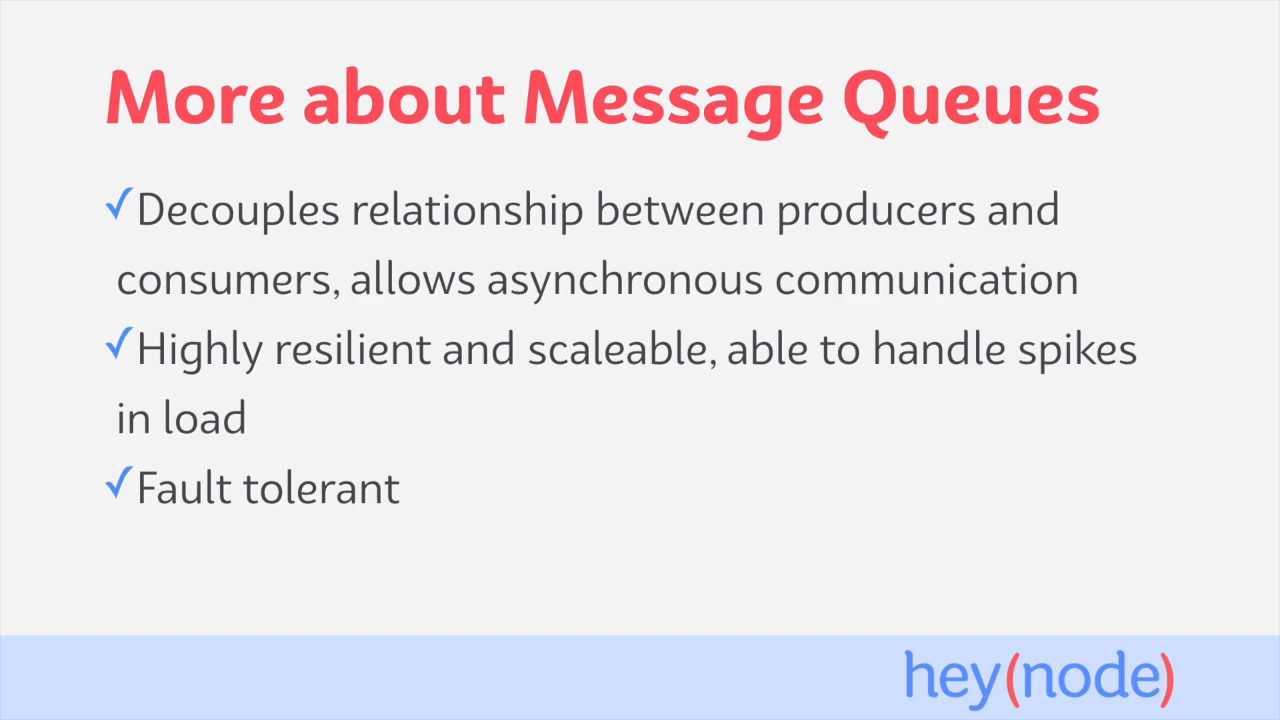 More about Message Queues
✓Decouples relationship between producers and
consumers, allows asynchronous communication
✓Highly resilient and scaleable, able to handle spikes
in load
✓Fault tolerant
hey(node)